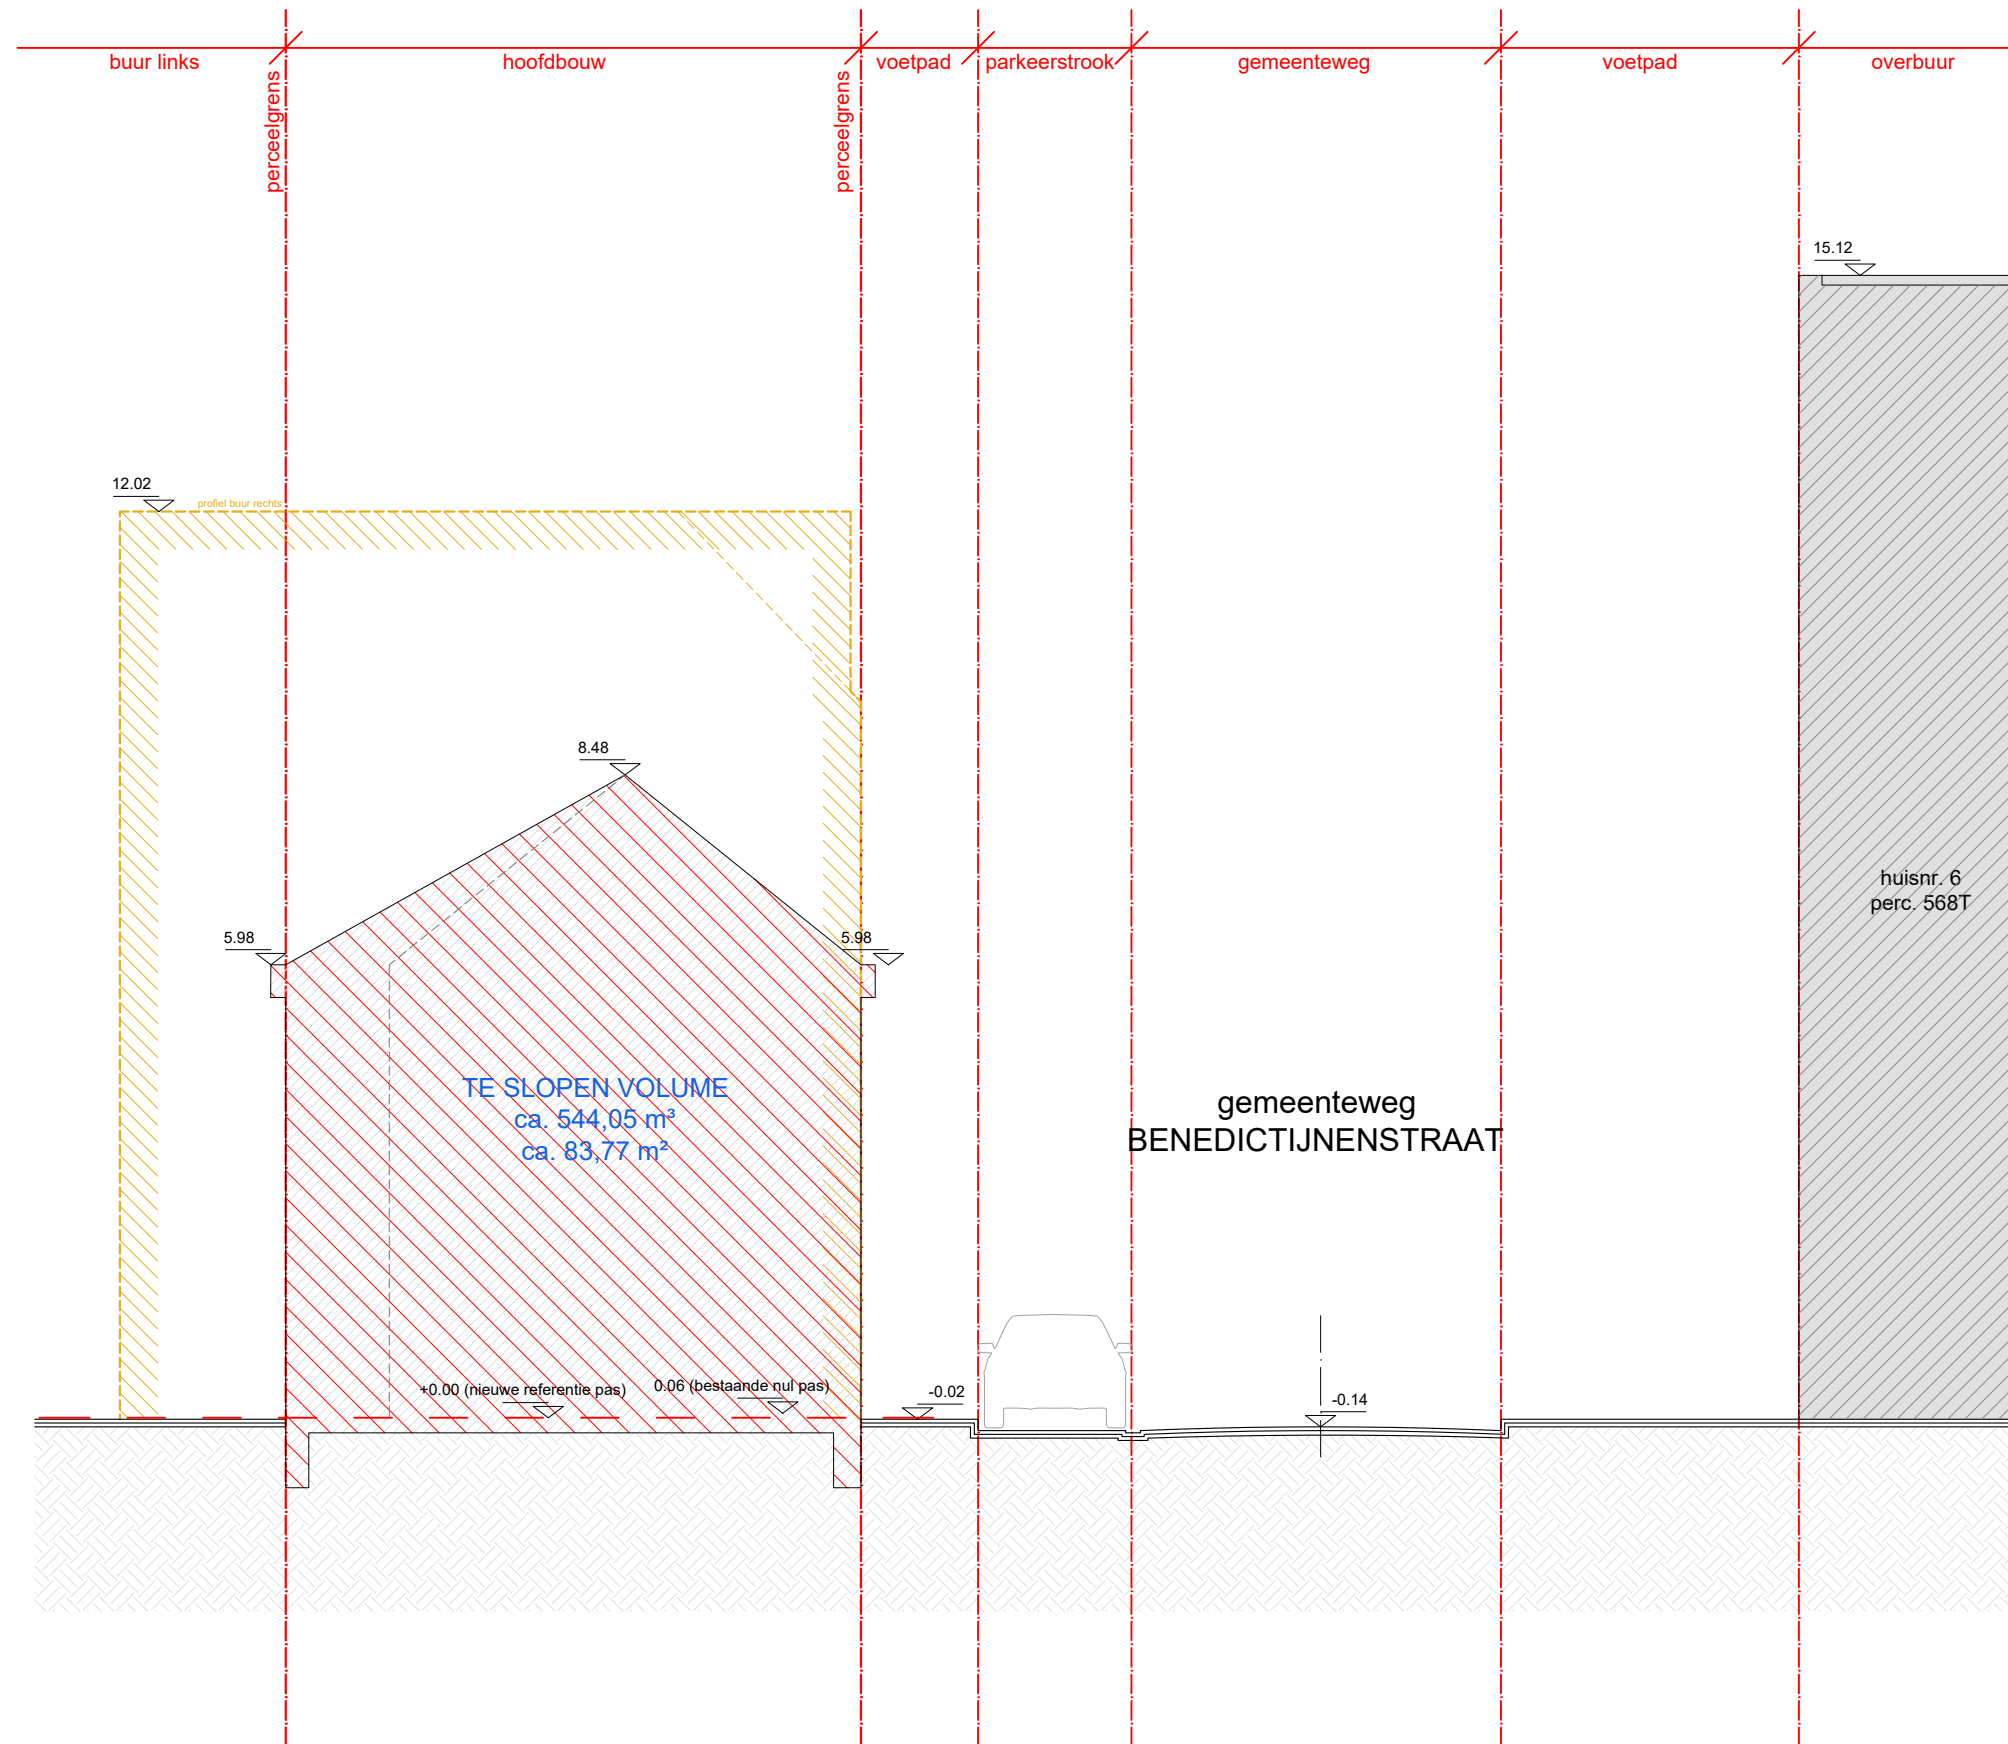 buur links
hoofdbouw
voetpad
parkeerstrook
gemeenteweg
voetpad
overbuur
perceelgrens
perceelgrens
15.12
12.02
profiel buur rechts
8.48
5.98
5.98
huisnr. 6
perc. 568T
TE SLOPEN VOLUME
ca. 544,05 m³
ca. 83,77 m²
gemeenteweg
BENEDICTIJNENSTRAAT
+0.00 (nieuwe referentie pas)
0.06 (bestaande nul pas)
-0.02
-0.14